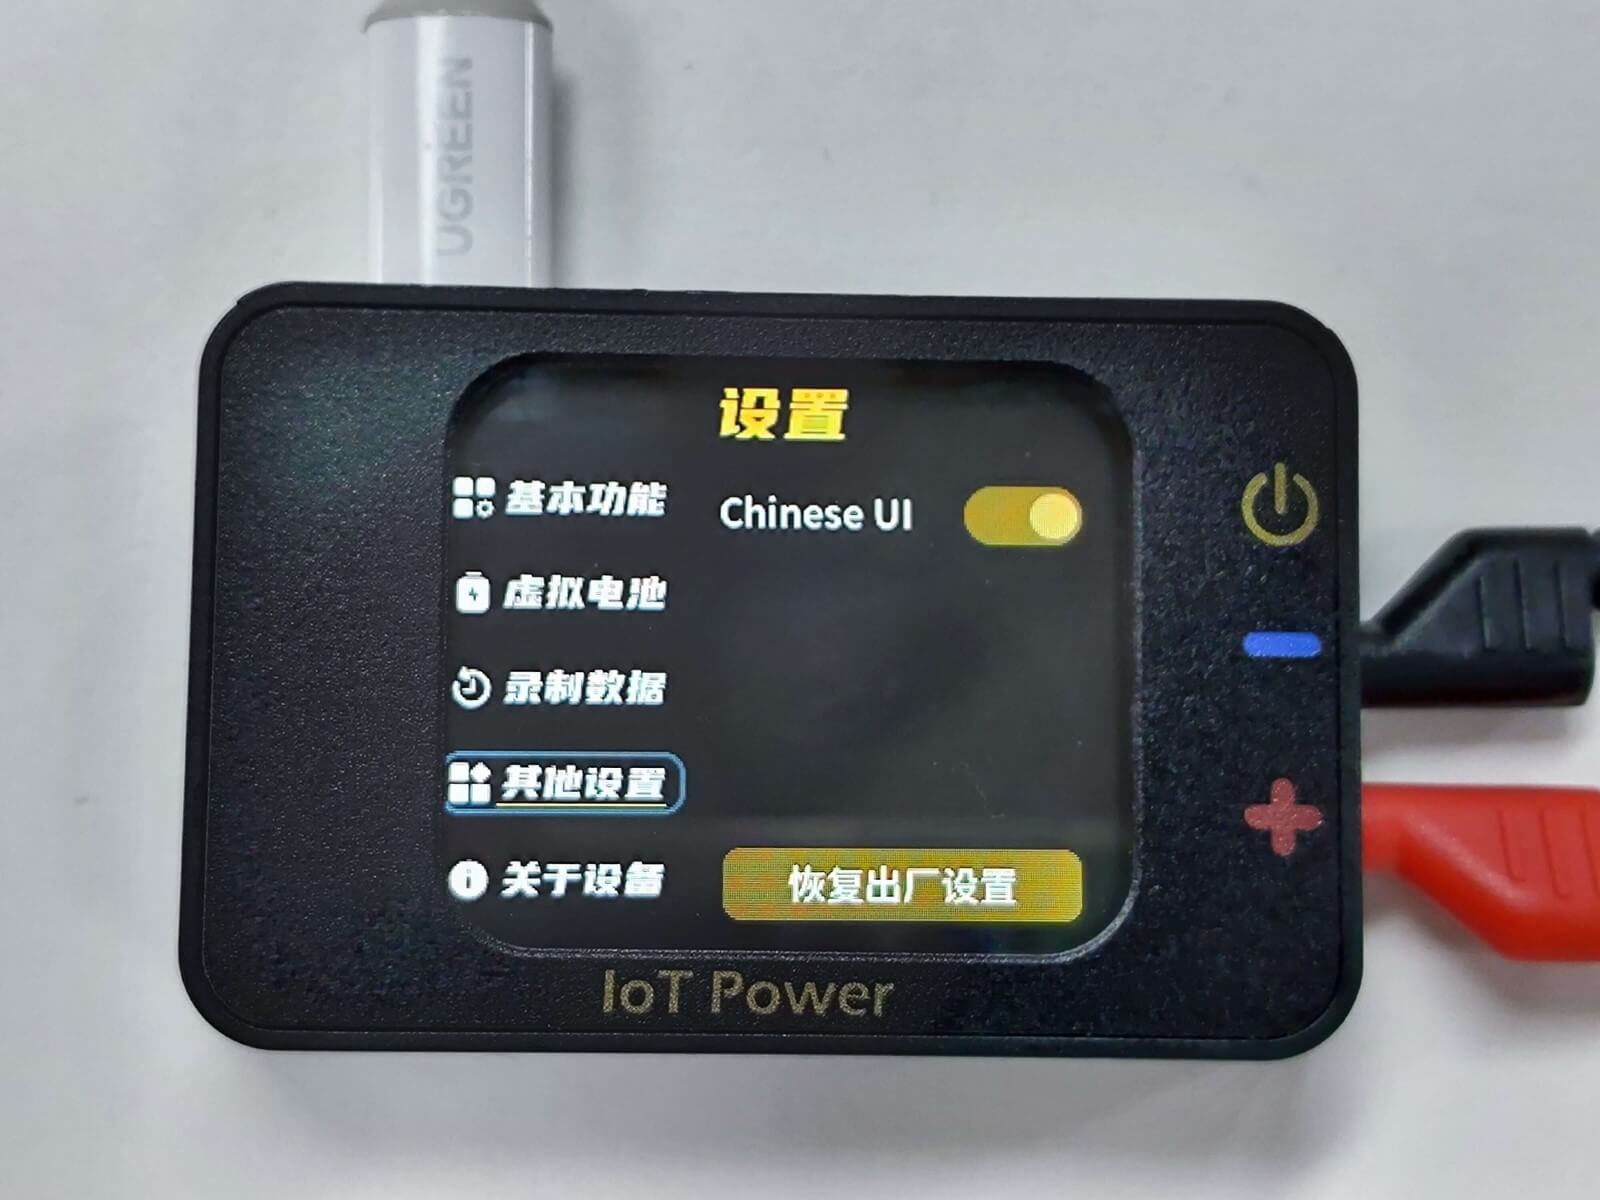 UGREEN
设置
基本功能
Chinese UI
虚拟电池
录制数据
其他设置
关于设备
恢复出厂设置
IoT Power